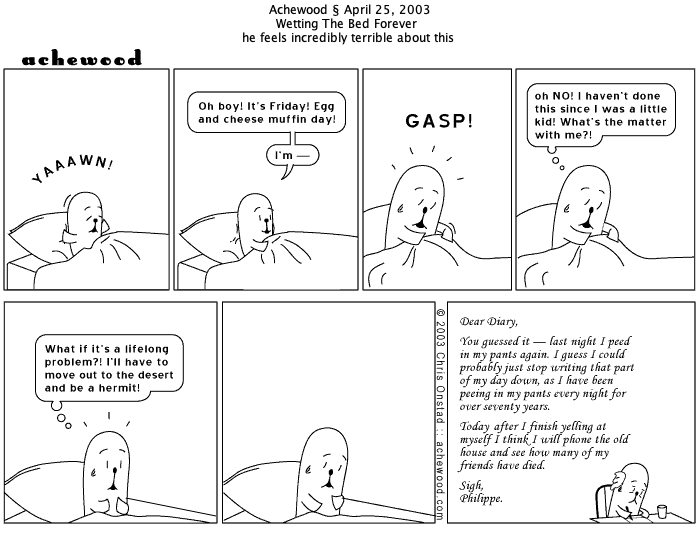 Achewood § April 25, 2003
Wetting The Bed Forever
he feels incredibly terrible about this
achewood
YAAAWN!
Oh boy! It's Friday! Egg
and cheese muffin day!
I'm —
GASP!
oh NO! I haven't done
this since I was a little
kid! What's the matter
with me?!
What if it's a lifelong
problem?! I'll have to
move out to the desert
and be a hermit!
© 2003 Chris Onstad :: achewood.com
Dear Diary,
You guessed it — last night I peed
in my pants again. I guess I could
probably just stop writing that part
of my day down, as I have been
peeing in my pants every night for
over seventy years.
Today after I finish yelling at
myself I think I will phone the old
house and see how many of my
friends have died.
Sigh,
Philippe.